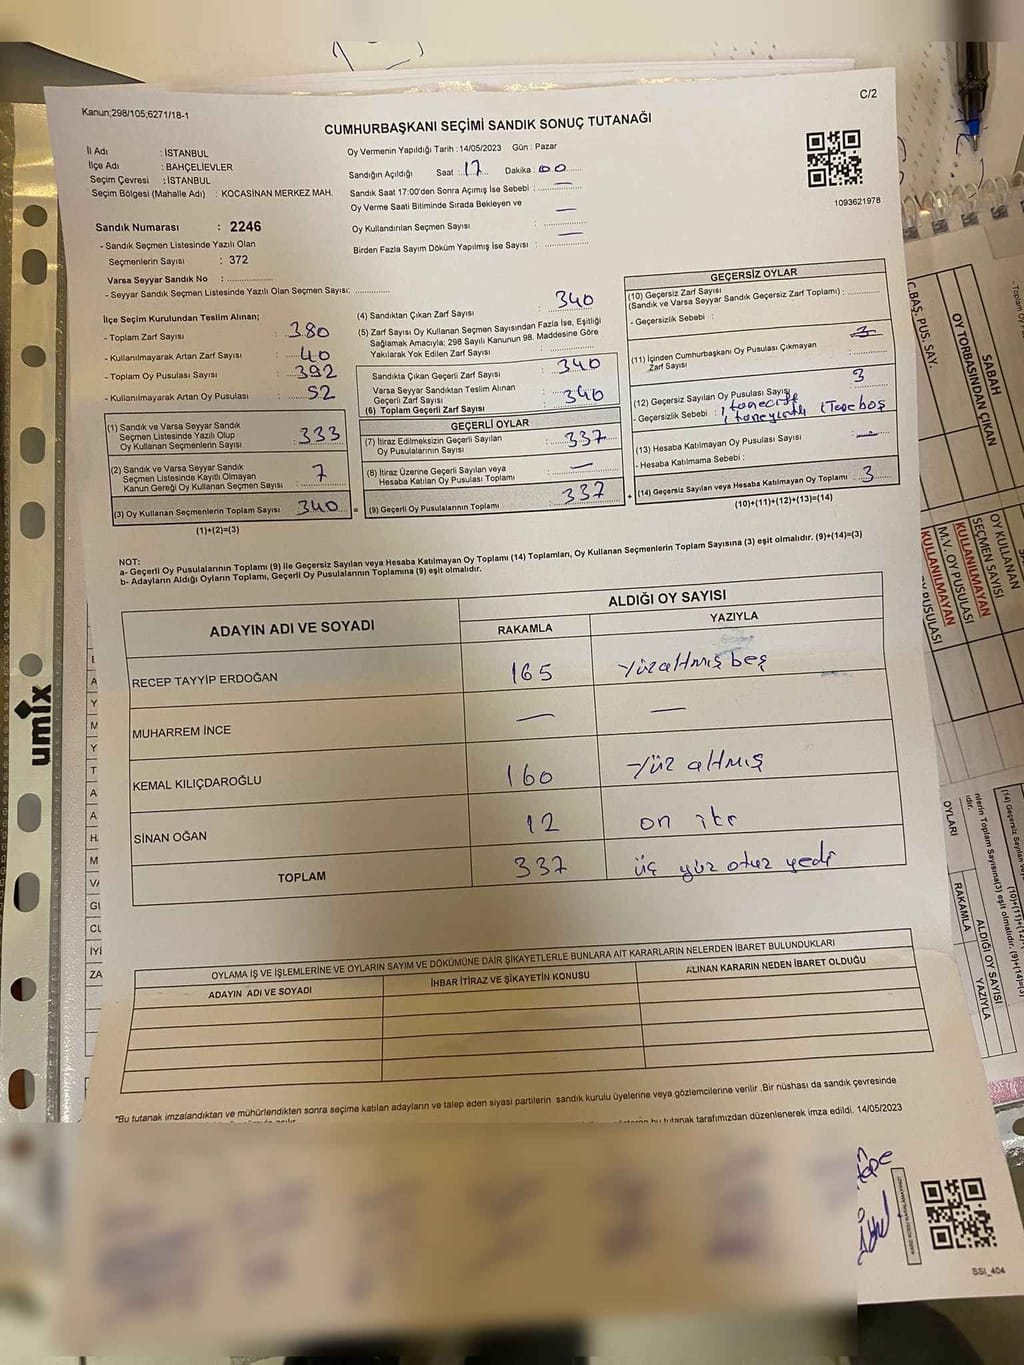 Kanun;298/105;6271/18-1
C/2
CUMHURBAŞKANI SEÇİMİ SANDIK SONUÇ TUTANAĞI
İl Adı : İSTANBUL
İlçe Adı : BAHÇELİEVLER
Seçim Çevresi : İSTANBUL
Seçim Bölgesi (Mahalle Adı) : KOCASİNAN MERKEZ MAH.
Oy Vermenin Yapıldığı Tarih : 14/05/2023 Gün : Pazar
Sandığın Açıldığı Saat : 17 Dakika : 00
Sandık Saat 17:00'den Sonra Açımış İse Sebebi : —
Oy Verme Saati Bitiminde Sırada Bekleyen ve
Oy Kullandırılan Seçmen Sayısı : —
Birden Fazla Sayım Döküm Yapılmış İse Sayısı : —
1093621978
Sandık Numarası : 2246
- Sandık Seçmen Listesinde Yazılı Olan
Seçmenlerin Sayısı : 372
Varsa Seyyar Sandık No :
- Seyyar Sandık Seçmen Listesinde Yazılı Olan Seçmen Sayısı:
İlçe Seçim Kurulundan Teslim Alınan;
- Toplam Zarf Sayısı : 380
- Kullanılmayarak Artan Zarf Sayısı : 40
- Toplam Oy Pusulası Sayısı : 392
- Kullanılmayarak Artan Oy Pusulası : 52
(1) Sandık ve Varsa Seyyar Sandık
Seçmen Listesinde Yazılı Olup
Oy Kullanan Seçmenlerin Sayısı : 333
(2) Sandık ve Varsa Seyyar Sandık
Seçmen Listesinde Kayıtlı Olmayan
Kanun Gereği Oy Kullanan Seçmen Sayısı : 7
(3) Oy Kullanan Seçmenlerin Toplam Sayısı : 340
(1)+(2)=(3)
(4) Sandıktan Çıkan Zarf Sayısı : 340
(5) Zarf Sayısı Oy Kullanan Seçmen Sayısından Fazla İse, Eşitliği
Sağlamak Amacıyla; 298 Sayılı Kanunun 98. Maddesine Göre
Yakılarak Yok Edilen Zarf Sayısı :
Sandıkta Çıkan Geçerli Zarf Sayısı : 340
Varsa Seyyar Sandıktan Teslim Alınan
Geçerli Zarf Sayısı
(6) Toplam Geçerli Zarf Sayısı : 340
GEÇERLİ OYLAR
(7) İtiraz Edilmeksizin Geçerli Sayılan
Oy Pusulalarının Sayısı : 337
(8) İtiraz Üzerine Geçerli Sayılan veya
Hesaba Katılan Oy Pusulası Toplamı : —
(9) Geçerli Oy Pusulalarının Toplamı : 337
GEÇERSİZ OYLAR
(10) Geçersiz Zarf Sayısı
(Sandık ve Varsa Seyyar Sandık Geçersiz Zarf Toplamı) :
- Geçersizlik Sebebi :
(11) İçinden Cumhurbaşkanı Oy Pusulası Çıkmayan
Zarf Sayısı : 3
(12) Geçersiz Sayılan Oy Pusulası Sayısı : 3
- Geçersizlik Sebebi : 1 tane
1 tane 1 Tane boş
(13) Hesaba Katılmayan Oy Pusulası Sayısı : —
- Hesaba Katılmama Sebebi :
(14) Geçersiz Sayılan veya Hesaba Katılmayan Oy Toplamı : 3
(10)+(11)+(12)+(13)=(14)
NOT:
a- Geçerli Oy Pusulalarının Toplamı (9) ile Geçersiz Sayılan veya Hesaba Katılmayan Oy Toplamı (14) Toplamları, Oy Kullanan Seçmenlerin Toplam Sayısına (3) eşit olmalıdır. (9)+(14)=(3)
b- Adayların Aldığı Oyların Toplamı, Geçerli Oy Pusulalarının Toplamına (9) eşit olmalıdır.
ADAYIN ADI VE SOYADI
ALDIĞI OY SAYISI
RAKAMLA YAZIYLA
RECEP TAYYİP ERDOĞAN 165 Yüzaltmış beş
MUHARREM İNCE — —
KEMAL KILIÇDAROĞLU 160 Yüz altmış
SİNAN OĞAN 12 on iki
TOPLAM 337 üç yüz otuz yedi
OYLAMA İŞ VE İŞLEMLERİNE VE OYLARIN SAYIM VE DÖKÜMÜNE DAİR ŞİKAYETLERLE BUNLARA AİT KARARLARIN NELERDEN İBARET BULUNDUKLARI
ADAYIN ADI VE SOYADI İHBAR İTİRAZ VE ŞİKAYETİN KONUSU ALINAN KARARIN NEDEN İBARET OLDUĞU
*Bu tutanak imzalandıktan ve mühürlendikten sonra seçime katılan adayların ve talep eden siyasi partilerin sandık kurulu üyelerine veya gözlemcilerine verilir .Bir nüshası da sandık çevresinde
bu tutanak tarafımızdan düzenlenerek imza edildi. 14/05/2023
SSI_404
umix
SABAH
OY TORBASINDAN ÇIKAN
Ç.BAŞ. PUS. SAY.
OY KULLANAN
SEÇMEN SAYISI
KULLANILMAYAN
M.V. OY PUSULASI
KULLANILMAYAN
OY PUSULASI
OYLARI
RAKAMLA
ALDIĞI OY SAYISI
YAZIYLA